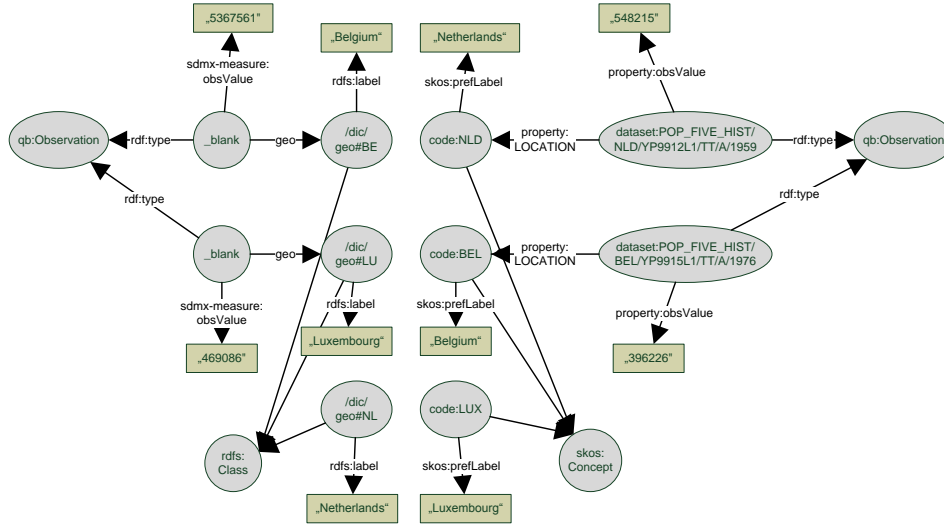 „5367561“
„Belgium“
„Netherlands“
„548215“
sdmx-measure:
obsValue
rdfs:label
skos:prefLabel
property:obsValue
qb:Observation
rdf:type
_blank
geo
/dic/
geo#BE
code:NLD
property:
LOCATION
dataset:POP_FIVE_HIST/
NLD/YP9912L1/TT/A/1959
rdf:type
qb:Observation
rdf:type
rdf:type
_blank
geo
/dic/
geo#LU
code:BEL
property:
LOCATION
dataset:POP_FIVE_HIST/
BEL/YP9915L1/TT/A/1976
sdmx-measure:
obsValue
rdfs:label
skos:prefLabel
property:obsValue
„469086“
„Luxembourg“
„Belgium“
„396226“
/dic/
geo#NL
code:LUX
rdfs:
Class
rdfs:label
skos:prefLabel
skos:
Concept
„Netherlands“
„Luxembourg“